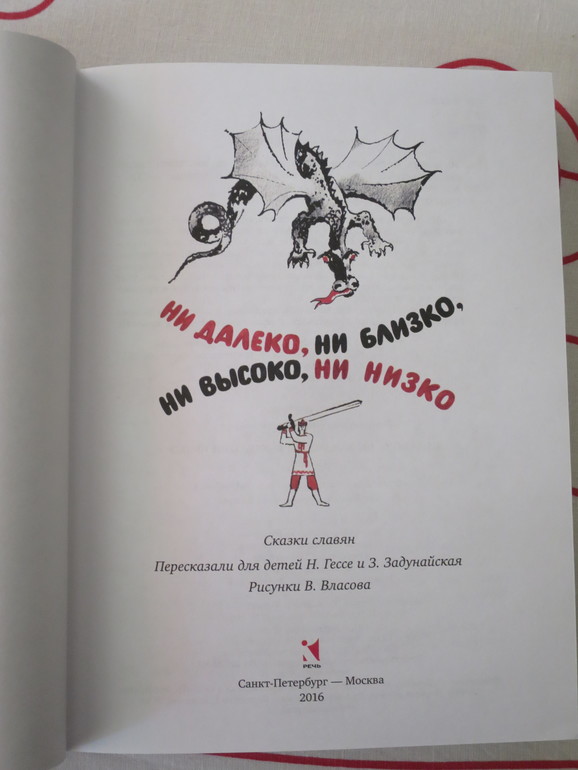 НИ ДАЛЕКО, НИ БЛИЗКО,
НИ ВЫСОКО, НИ НИЗКО
Сказки славян
Пересказали для детей Н. Гессе и З. Задунайская
Рисунки В. Власова
РЕЧЬ
Санкт-Петербург — Москва
2016